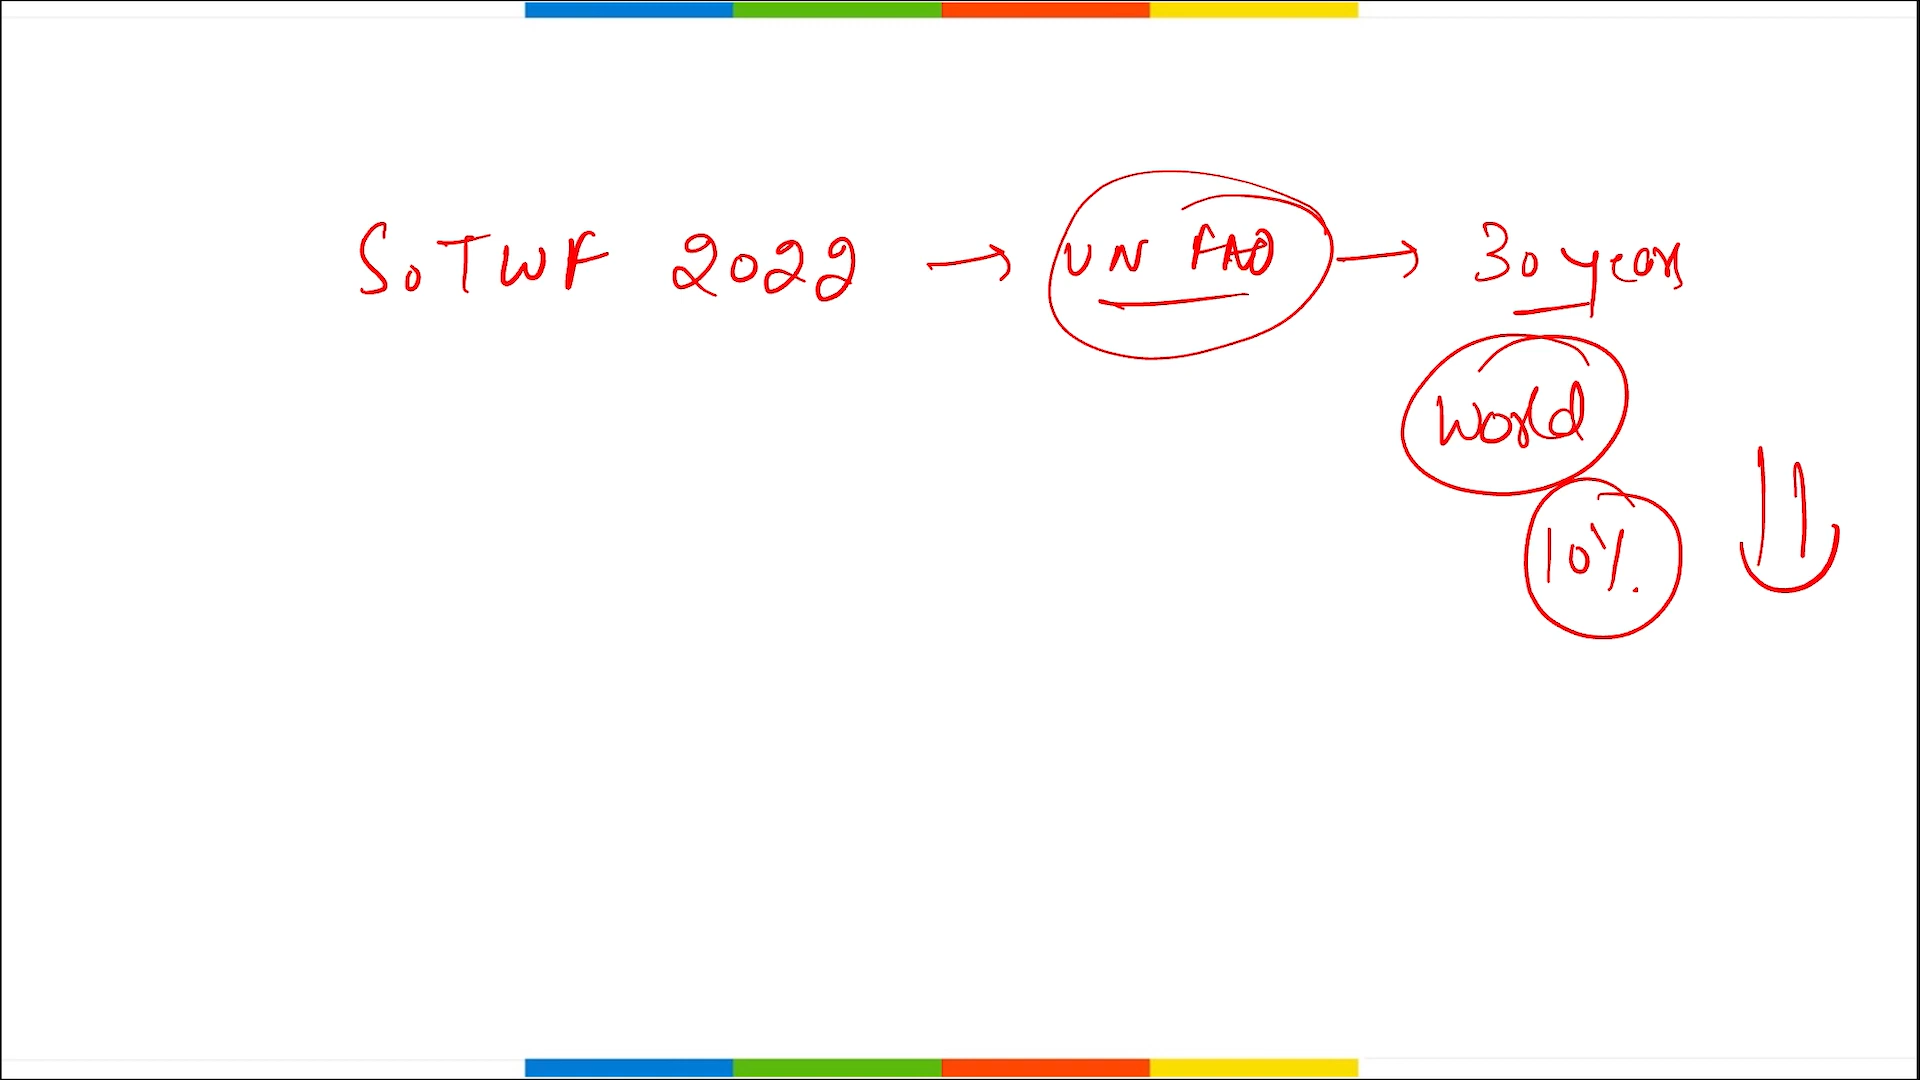 SoTWF 2022 → UN FAO → 30 years
World
10%